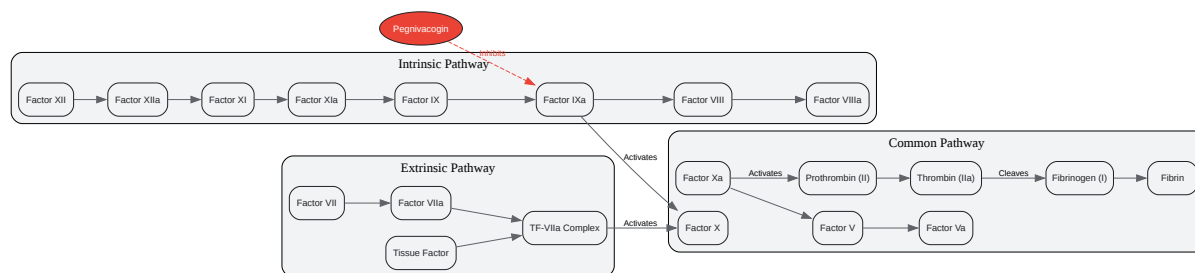 Pegnivacogin
Inhibits
Intrinsic Pathway
Factor XII
Factor XIIa
Factor XI
Factor XIa
Factor IX
Factor IXa
Factor VIII
Factor VIIIa
Activates
Common Pathway
Factor Xa
Activates
Prothrombin (II)
Thrombin (IIa)
Cleaves
Fibrinogen (I)
Fibrin
Extrinsic Pathway
Factor VII
Factor VIIa
Tissue Factor
TF-VIIa Complex
Activates
Factor X
Factor V
Factor Va